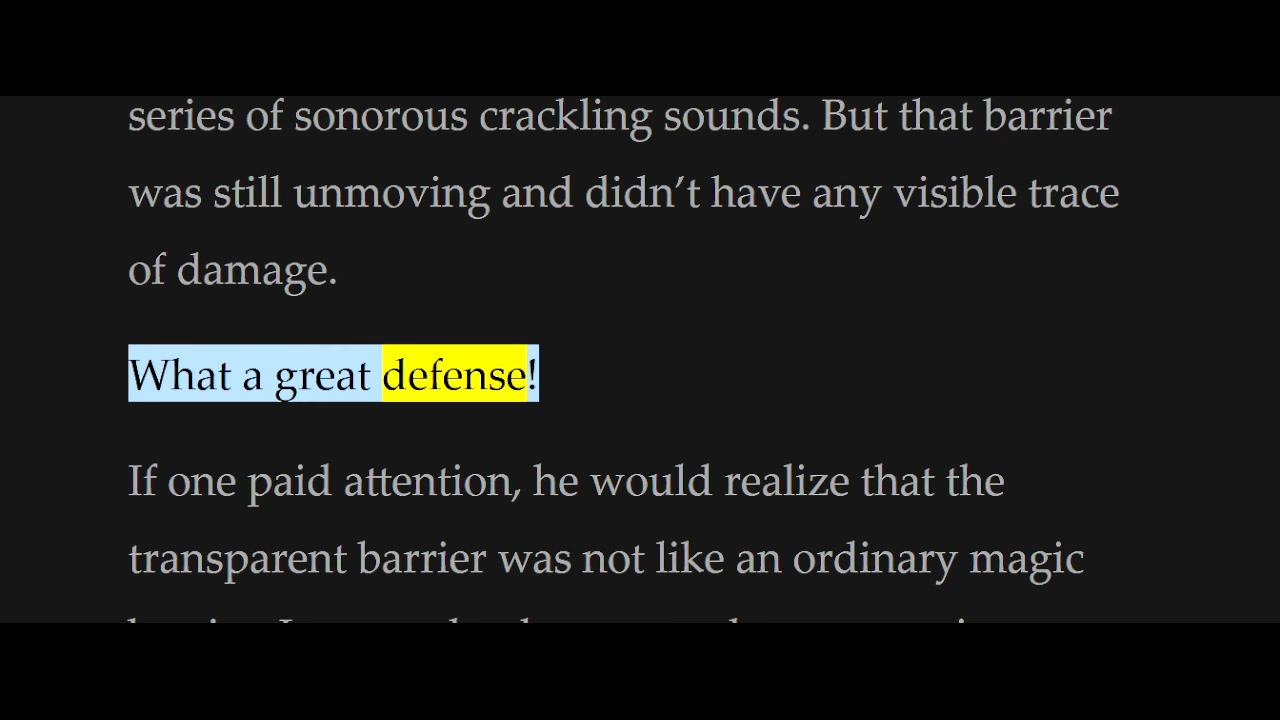 series of sonorous crackling sounds. But that barrier
was still unmoving and didn’t have any visible trace
of damage.
What a great defense!
If one paid attention, he would realize that the
transparent barrier was not like an ordinary magic